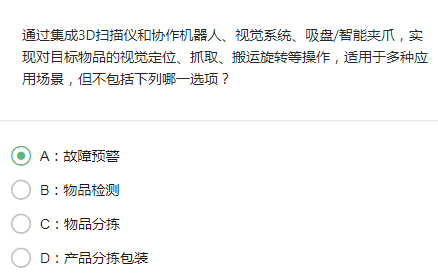 通过集成3D扫描仪和协作机器人、视觉系统、吸盘/智能夹爪，实
现对目标物品的视觉定位、抓取、搬运旋转等操作，适用于多种应
用场景，但不包括下列哪一选项？
A：故障预警
B：物品检测
C：物品分拣
D：产品分拣包装